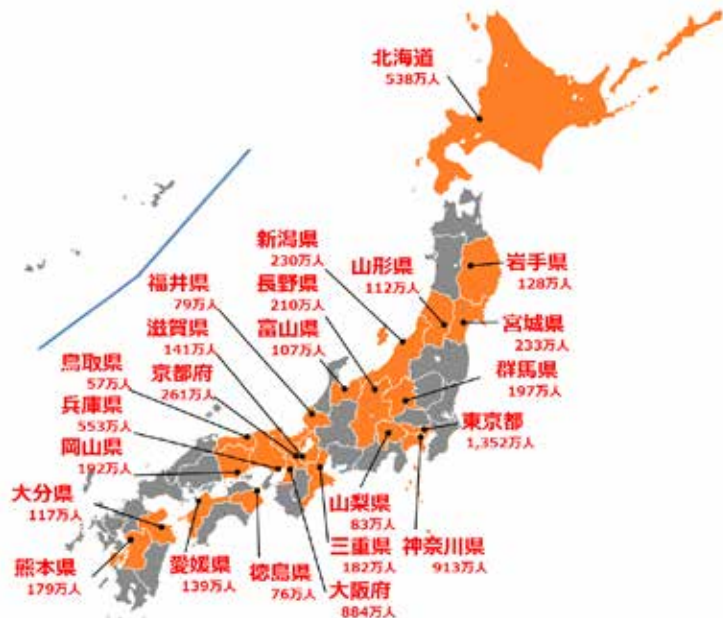 北海道
538万人
新潟県
230万人
山形県
112万人
岩手県
128万人
福井県
79万人
長野県
210万人
滋賀県
141万人
富山県
107万人
宮城県
233万人
鳥取県
57万人
京都府
261万人
群馬県
197万人
兵庫県
553万人
東京都
1,352万人
岡山県
192万人
大分県
117万人
山梨県
83万人
熊本県
179万人
愛媛県
139万人
徳島県
76万人
三重県
182万人
神奈川県
913万人
大阪府
884万人